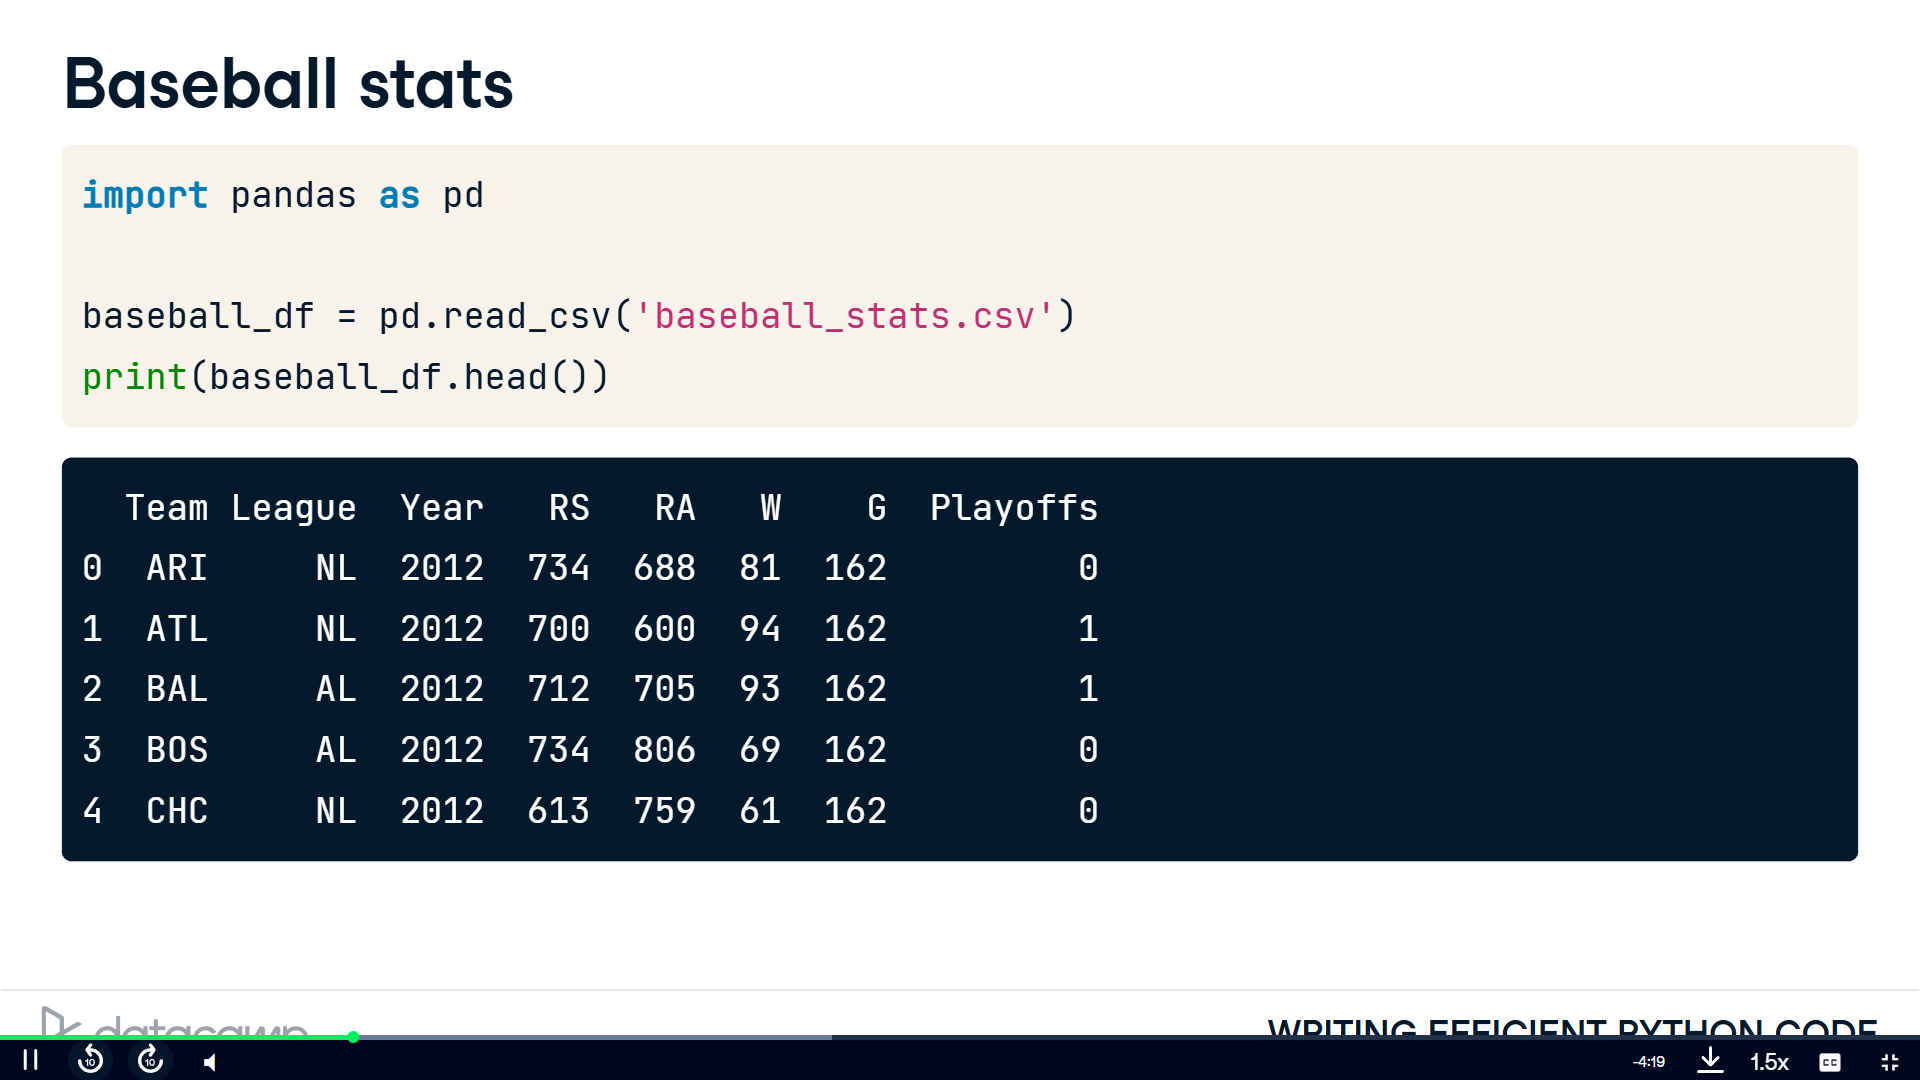 Baseball stats
import pandas as pd
baseball_df = pd.read_csv('baseball_stats.csv')
print(baseball_df.head())
   Team League  Year   RS   RA   W    G  Playoffs
0  ARI     NL  2012  734  688  81  162         0
1  ATL     NL  2012  700  600  94  162         1
2  BAL     AL  2012  712  705  93  162         1
3  BOS     AL  2012  734  806  69  162         0
4  CHC     NL  2012  613  759  61  162         0
datacamp
WRITING EFFICIENT PYTHON CODE
10
10
-4:19
1.5x
CC